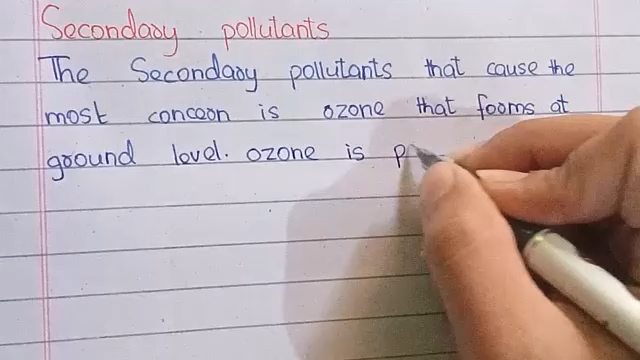 Secondary pollutants
The Secondary pollutants that cause the
most concern is ozone that forms at
ground level. ozone is p